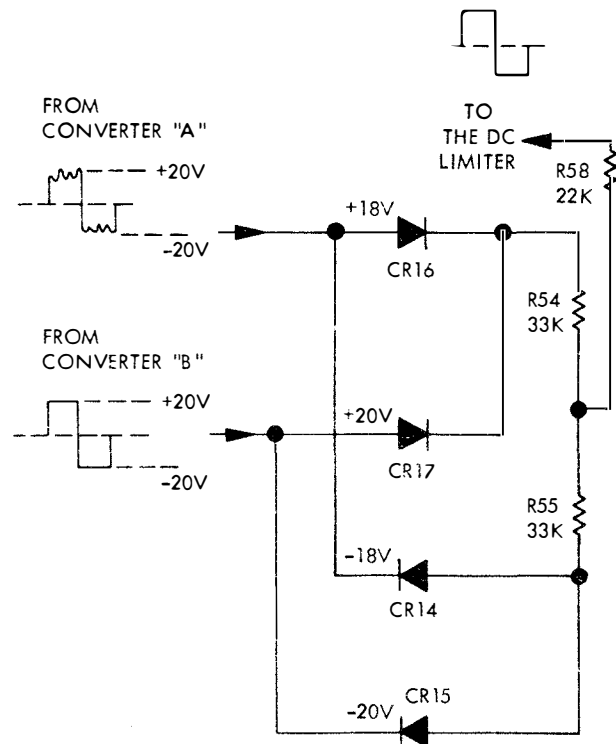 FROM
CONVERTER "A"
+20V
-20V
TO
THE DC
LIMITER
R58
22K
+18V
CR16
R54
33K
FROM
CONVERTER "B"
+20V
-20V
+20V
CR17
R55
33K
-18V
CR14
CR15
-20V